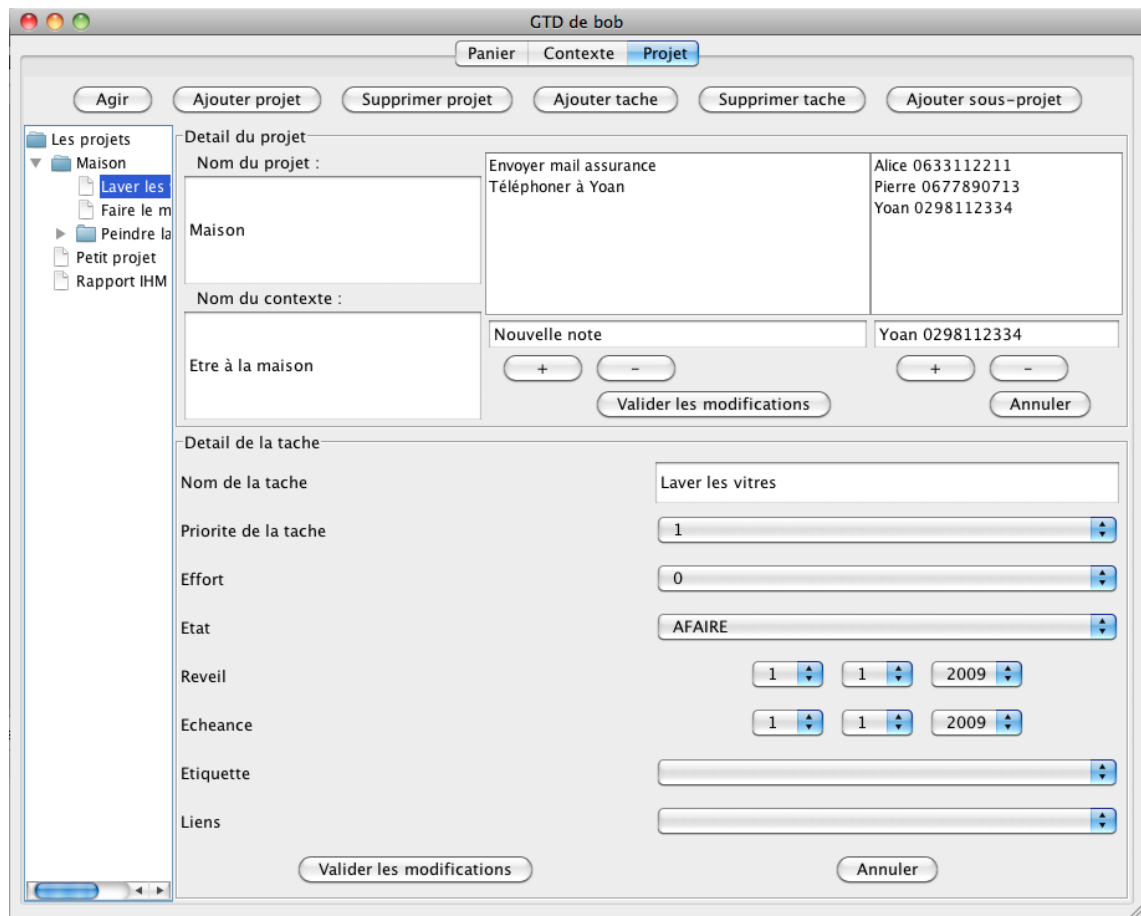 GTD de bob
Panier Contexte Projet
Agir Ajouter projet Supprimer projet Ajouter tache Supprimer tache Ajouter sous-projet
Les projets
Maison
Laver les
Faire le m
Peindre la
Petit projet
Rapport IHM
Detail du projet
Nom du projet :
Maison
Nom du contexte :
Etre à la maison
Envoyer mail assurance
Téléphoner à Yoan
Nouvelle note
+ -
Alice 0633112211
Pierre 0677890713
Yoan 0298112334
Yoan 0298112334
+ -
Valider les modifications Annuler
Detail de la tache
Nom de la tache Laver les vitres
Priorite de la tache 1
Effort 0
Etat AFAIRE
Reveil 1 1 2009
Echeance 1 1 2009
Etiquette
Liens
Valider les modifications Annuler